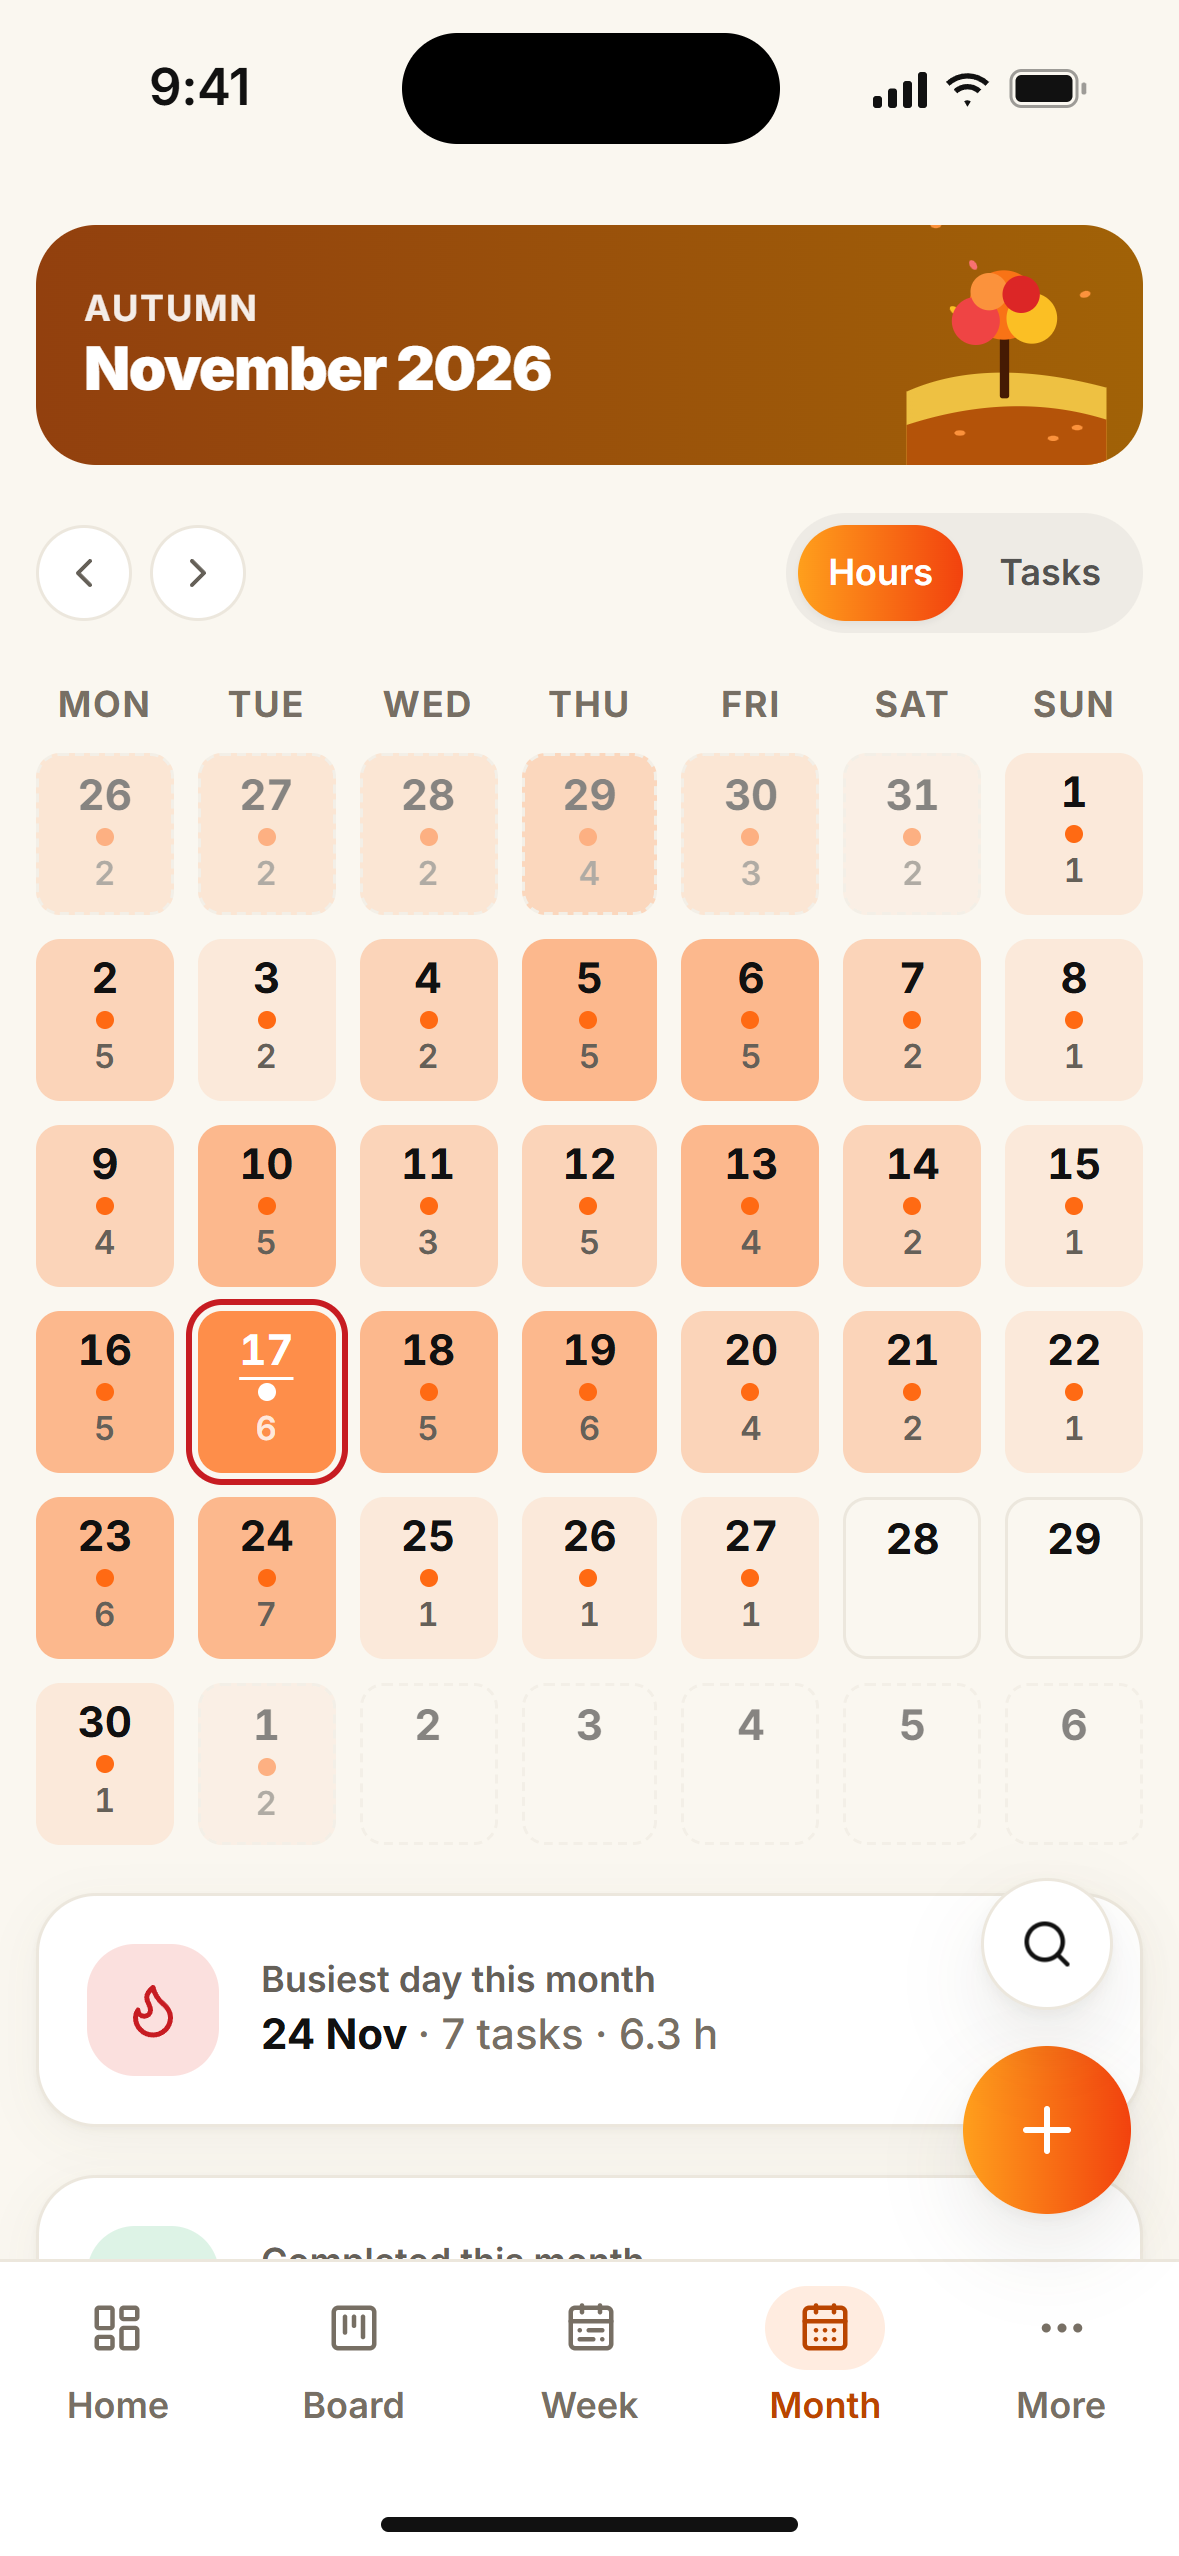 9:41
AUTUMN
November 2026
Hours Tasks
MON TUE WED THU FRI SAT SUN
26 27 28 29 30 31 1
2 2 2 4 3 2 1
2 3 4 5 6 7 8
5 2 2 5 5 2 1
9 10 11 12 13 14 15
4 5 3 5 4 2 1
16 17 18 19 20 21 22
5 6 5 6 4 2 1
23 24 25 26 27 28 29
6 7 1 1 1
30 1 2 3 4 5 6
1 2
Busiest day this month
24 Nov · 7 tasks · 6.3 h
Completed this month
Home Board Week Month More